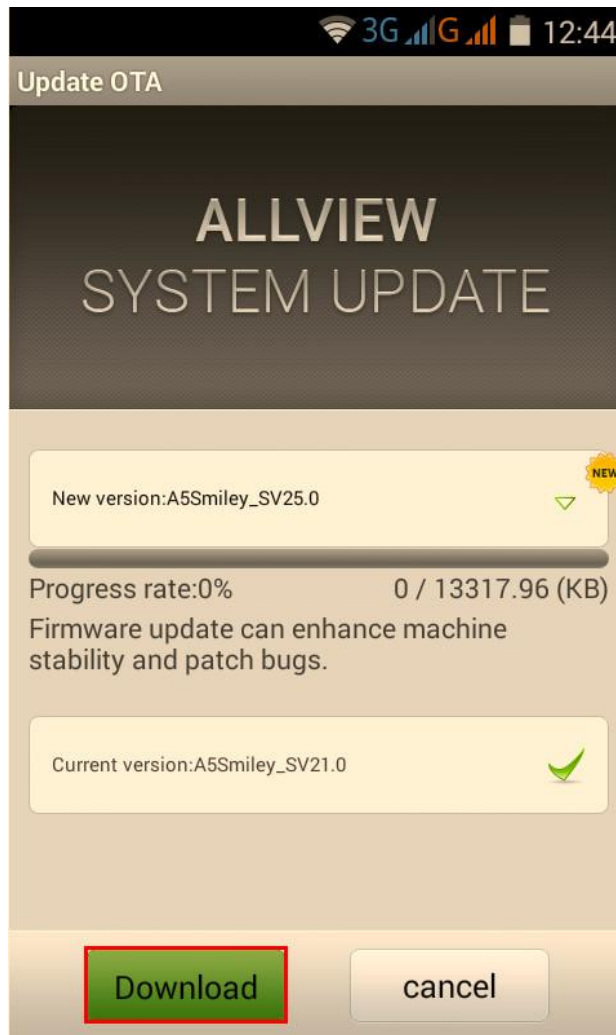 3G G 12:44
Update OTA
ALLVIEW
SYSTEM UPDATE
NEW
New version:A5Smiley_SV25.0
Progress rate:0% 0 / 13317.96 (KB)
Firmware update can enhance machine
stability and patch bugs.
Current version:A5Smiley_SV21.0
Download cancel